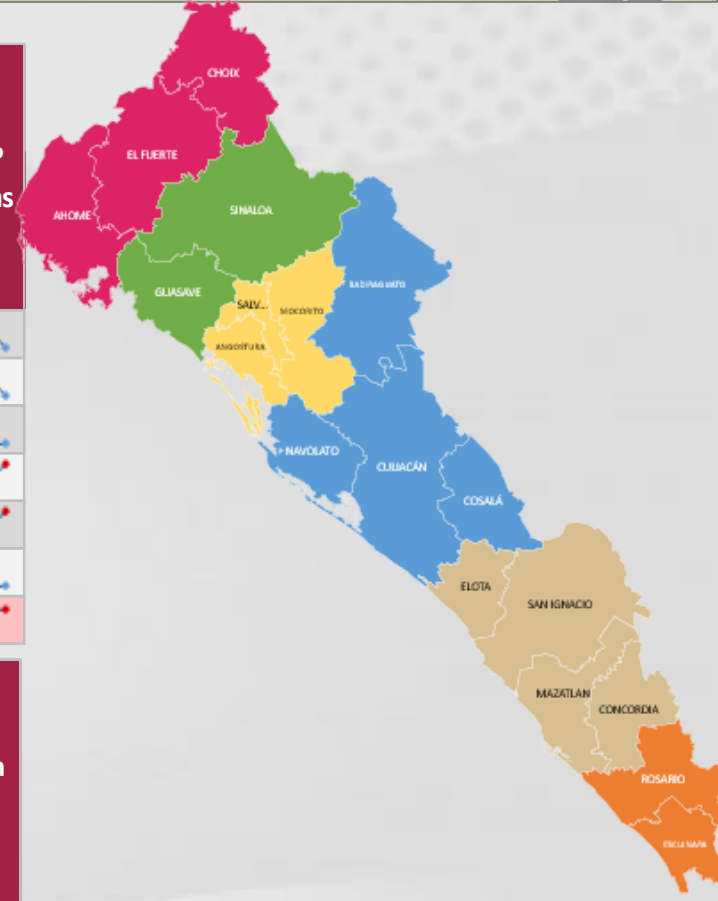 CHOIX
EL FUERTE
as
SINALOA
AHOME
BADIRAGUATO
GUASAVE
SALV...
MOCORITO
ANGOSTURA
NAVOLATO
CULIACÁN
COSALÁ
ELOTA
SAN IGNACIO
MAZATLAN
CONCORDIA
n
ROSARIO
ESCUINAPA